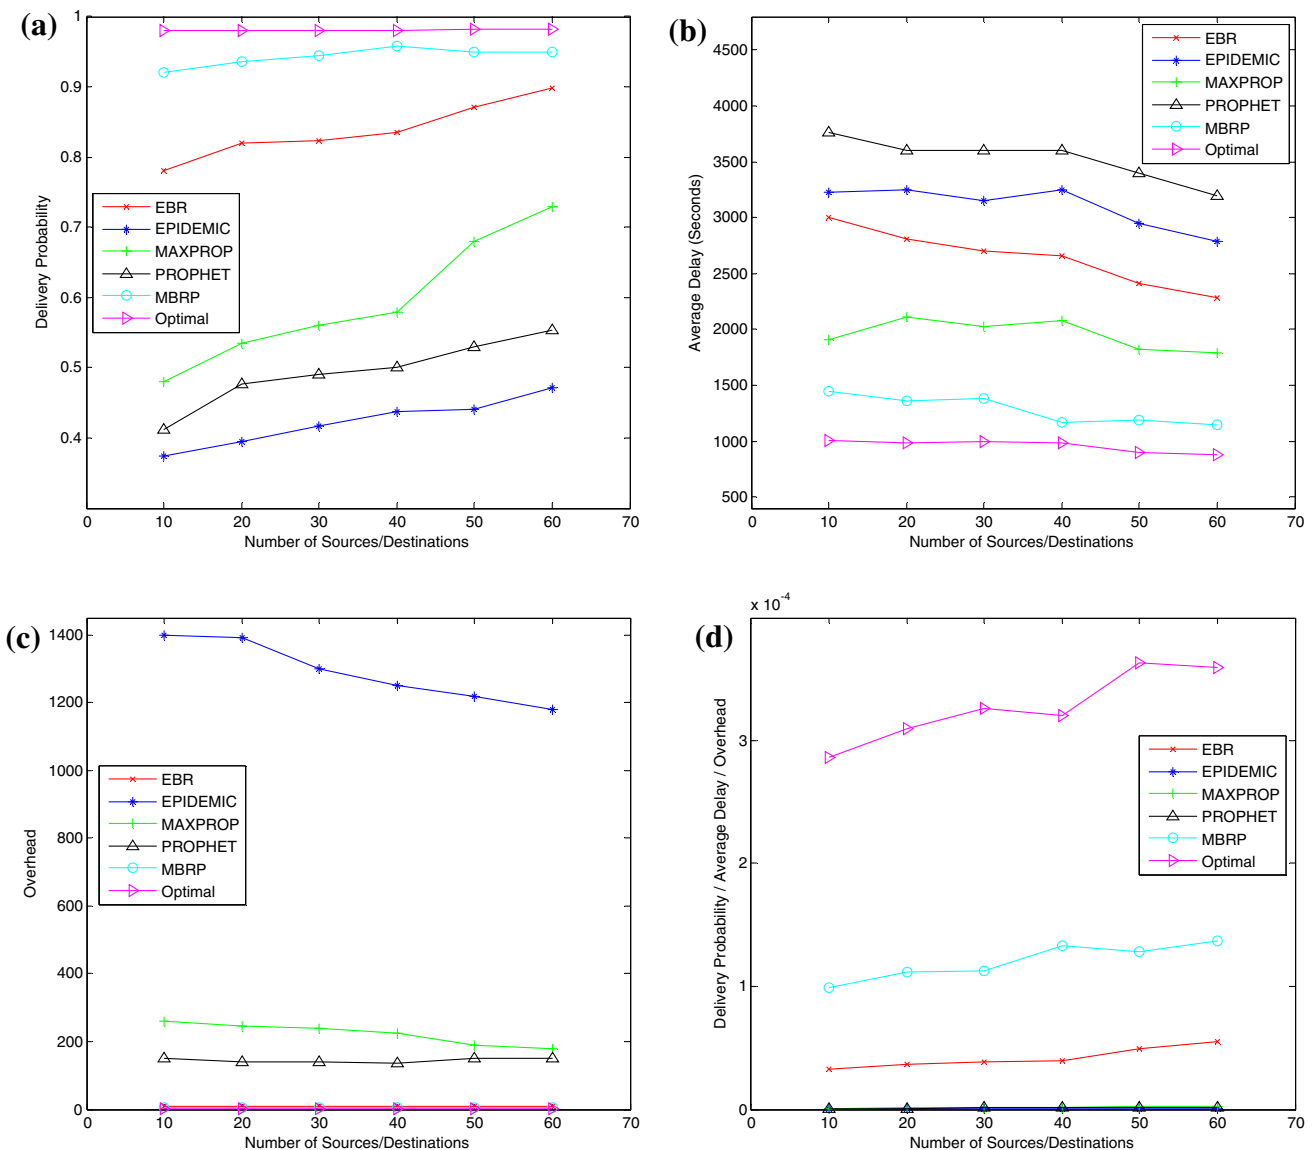 (a)
1
0.9
0.8
0.7
0.6
0.5
0.4
Delivery Probability
EBR
EPIDEMIC
MAXPROP
PROPHET
MBRP
Optimal
0 10 20 30 40 50 60 70
Number of Sources/Destinations
(b)
4500
4000
3500
3000
2500
2000
1500
1000
500
Average Delay (Seconds)
EBR
EPIDEMIC
MAXPROP
PROPHET
MBRP
Optimal
0 10 20 30 40 50 60 70
Number of Sources/Destinations
(c)
1400
1200
1000
800
600
400
200
0
Overhead
EBR
EPIDEMIC
MAXPROP
PROPHET
MBRP
Optimal
0 10 20 30 40 50 60 70
Number of Sources/Destinations
(d)
x 10-4
3
2
1
0
Delivery Probability / Average Delay / Overhead
EBR
EPIDEMIC
MAXPROP
PROPHET
MBRP
Optimal
0 10 20 30 40 50 60 70
Number of Sources/Destinations